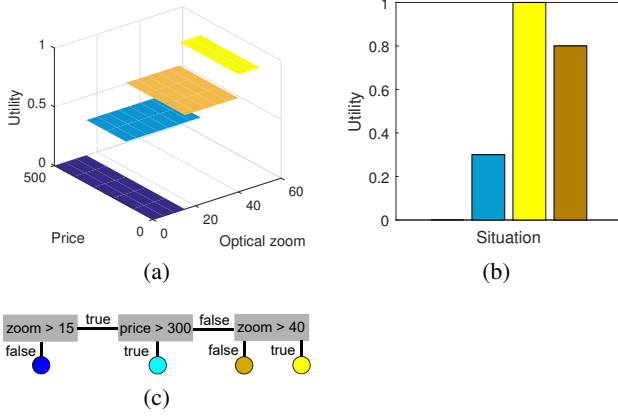 1
0.5
0
500
Utility
Price
0
0
20
40
60
Optical zoom
(a)
1
0.8
0.6
0.4
0.2
0
Utility
Situation
(b)
zoom > 15
true
price > 300
false
zoom > 40
false
true
false
true
(c)